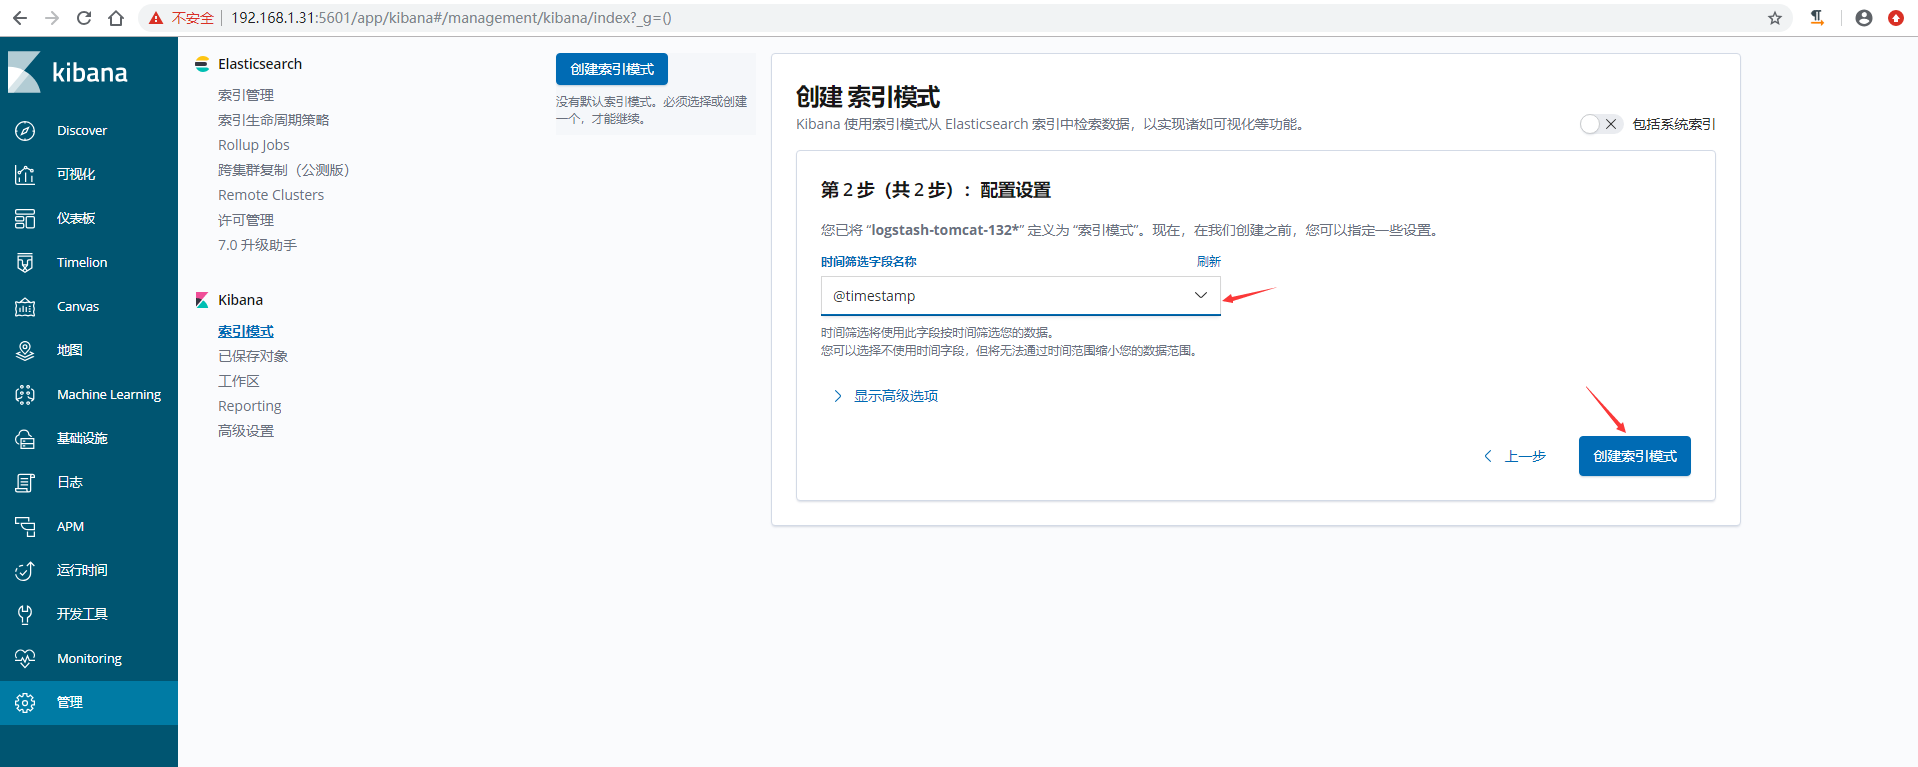 不安全
192.168.1.31:5601/app/kibana#/management/kibana/index?_g=()
kibana
Discover
可视化
仪表板
Timelion
Canvas
地图
Machine Learning
基础设施
日志
APM
运行时间
开发工具
Monitoring
管理
Elasticsearch
索引管理
索引生命周期策略
Rollup Jobs
跨集群复制（公测版）
Remote Clusters
许可管理
7.0 升级助手
Kibana
索引模式
已保存对象
工作区
Reporting
高级设置
创建索引模式
没有默认索引模式。必须选择或创建
一个，才能继续。
创建 索引模式
Kibana 使用索引模式从 Elasticsearch 索引中检索数据，以实现诸如可视化等功能。
包括系统索引
第 2 步（共 2 步）：配置设置
您已将 “logstash-tomcat-132*” 定义为 “索引模式”。现在，在我们创建之前，您可以指定一些设置。
时间筛选字段名称
刷新
@timestamp
时间筛选将使用此字段按时间筛选您的数据。
您可以选择不使用时间字段，但将无法通过时间范围缩小您的数据范围。
显示高级选项
上一步
创建索引模式